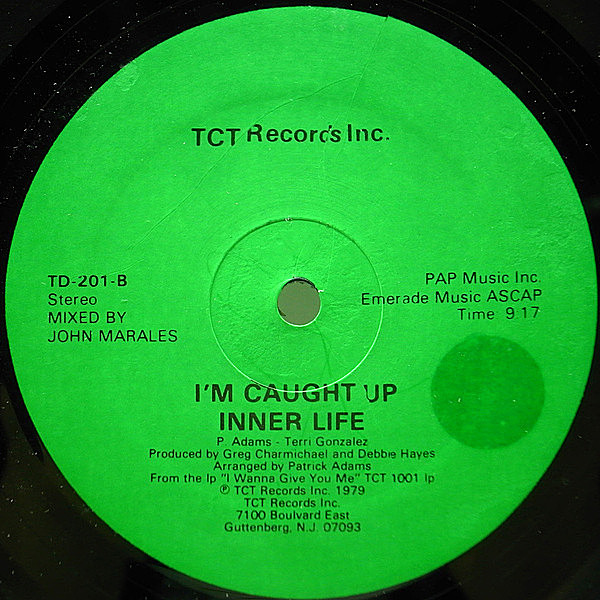 TCT Records Inc.
TD-201-B
Stereo
MIXED BY
JOHN MARALES
PAP Music Inc.
Emerade Music ASCAP
Time 9 17
I'M CAUGHT UP
INNER LIFE
P. Adams - Terri Gonzalez
Produced by Greg Charmichael and Debbie Hayes
Arranged by Patrick Adams
From the lp "I Wanna Give You Me" TCT 1001 lp
℗ TCT Records Inc. 1979
TCT Records Inc.
7100 Boulvard East
Guttenberg, N.J. 07093